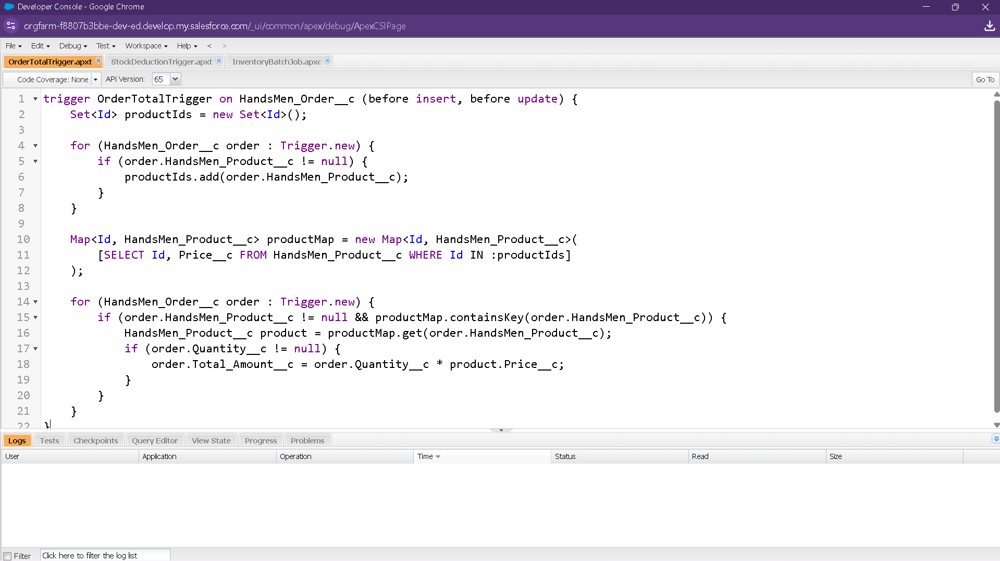 Developer Console - Google Chrome
orgfarm-f8807b3bbe-dev-ed.develop.my.salesforce.com/_ui/common/apex/debug/ApexCSIPage
File Edit Debug Test Workspace Help < >
OrderTotalTrigger.apxt StockDeductionTrigger.apxt InventoryBatchJob.apxc
Code Coverage: None API Version: 65 Go To
1 trigger OrderTotalTrigger on HandsMen_Order__c (before insert, before update) {
2     Set<Id> productIds = new Set<Id>();
3
4     for (HandsMen_Order__c order : Trigger.new) {
5         if (order.HandsMen_Product__c != null) {
6             productIds.add(order.HandsMen_Product__c);
7         }
8     }
9
10     Map<Id, HandsMen_Product__c> productMap = new Map<Id, HandsMen_Product__c>(
11         [SELECT Id, Price__c FROM HandsMen_Product__c WHERE Id IN :productIds]
12     );
13
14     for (HandsMen_Order__c order : Trigger.new) {
15         if (order.HandsMen_Product__c != null && productMap.containsKey(order.HandsMen_Product__c)) {
16             HandsMen_Product__c product = productMap.get(order.HandsMen_Product__c);
17             if (order.Quantity__c != null) {
18                 order.Total_Amount__c = order.Quantity__c * product.Price__c;
19             }
20         }
21     }
22 }
Logs Tests Checkpoints Query Editor View State Progress Problems
User Application Operation Time Status Read Size
Filter Click here to filter the log list